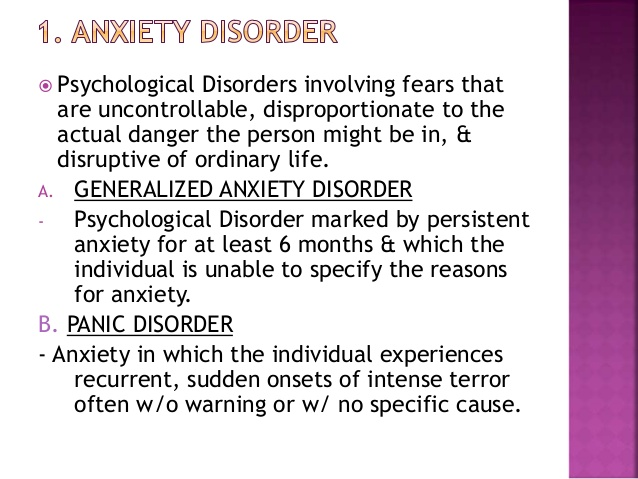 1. ANXIETY DISORDER
Psychological Disorders involving fears that
are uncontrollable, disproportionate to the
actual danger the person might be in, &
disruptive of ordinary life.
A. GENERALIZED ANXIETY DISORDER
- Psychological Disorder marked by persistent
anxiety for at least 6 months & which the
individual is unable to specify the reasons
for anxiety.
B. PANIC DISORDER
- Anxiety in which the individual experiences
recurrent, sudden onsets of intense terror
often w/o warning or w/ no specific cause.